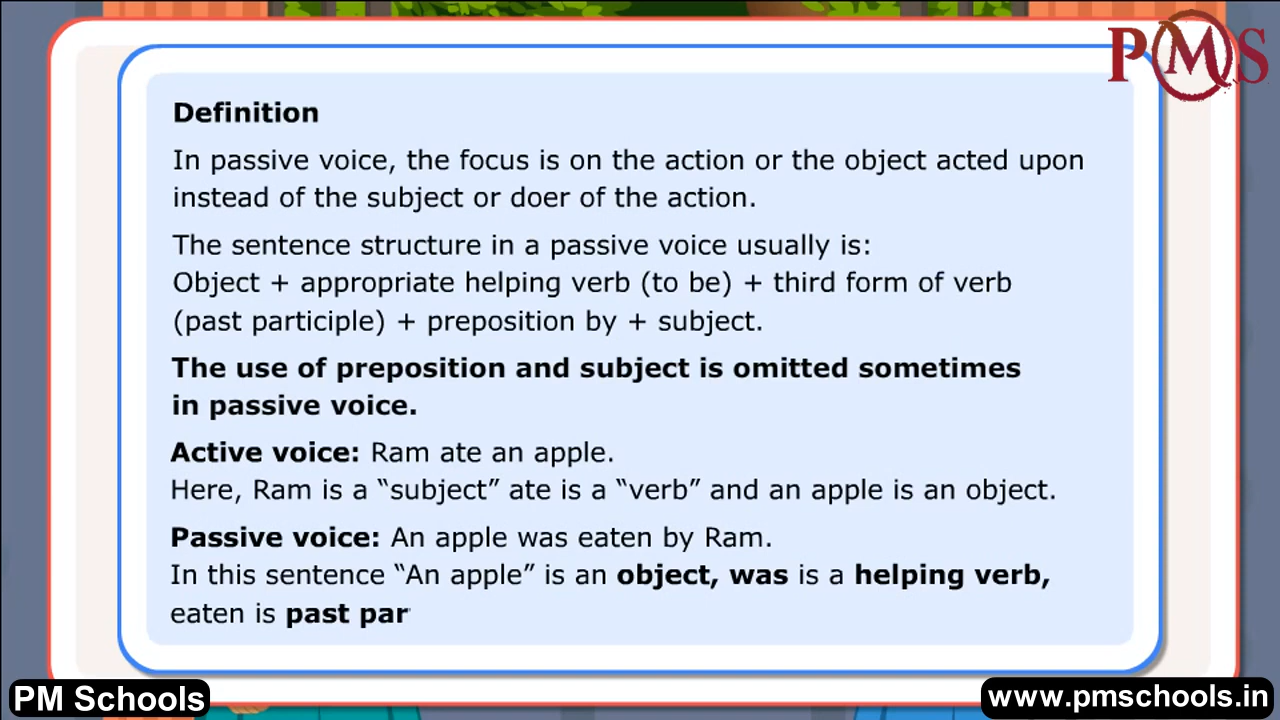 PMS
Definition
In passive voice, the focus is on the action or the object acted upon
instead of the subject or doer of the action.
The sentence structure in a passive voice usually is:
Object + appropriate helping verb (to be) + third form of verb
(past participle) + preposition by + subject.
The use of preposition and subject is omitted sometimes
in passive voice.
Active voice: Ram ate an apple.
Here, Ram is a “subject” ate is a “verb” and an apple is an object.
Passive voice: An apple was eaten by Ram.
In this sentence “An apple” is an object, was is a helping verb,
eaten is past par
PM Schools
www.pmschools.in